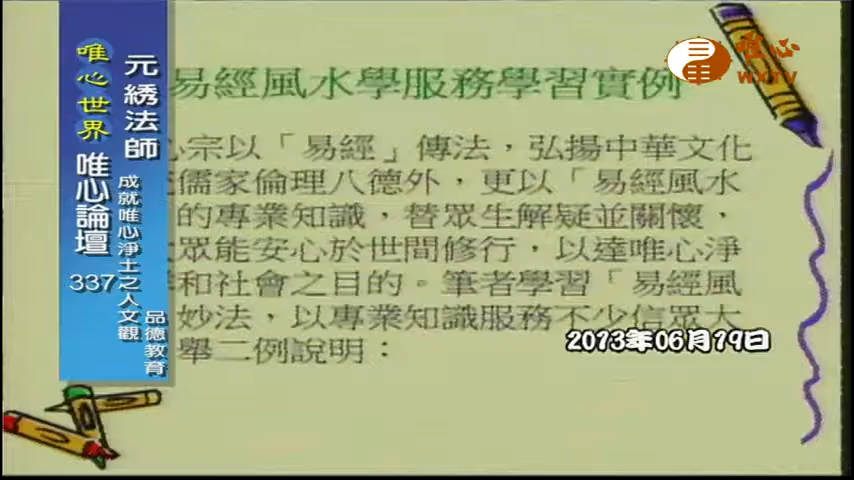 唯心
wxtv
元綉法師
唯心世界 唯心論壇
337
成就唯心淨土之人文觀
品德教育
易經風水學服務學習實例
心宗以「易經」傳法，弘揚中華文化
儒家倫理八德外，更以「易經風水
的專業知識，替眾生解疑並關懷，
眾能安心於世間修行，以達唯心淨
和社會之目的。筆者學習「易經風
妙法，以專業知識服務不少信眾大
舉二例說明：
2013年06月19日